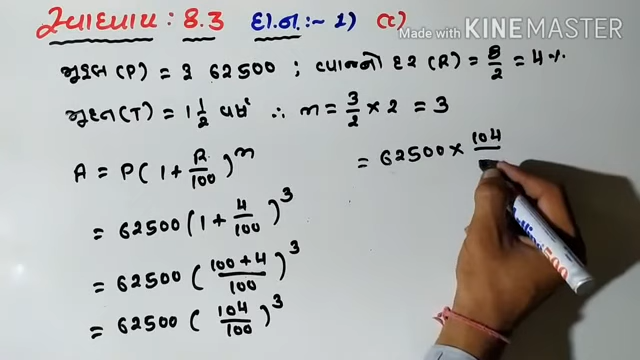 Made with KINEMASTER
સ્વાધ્યાય : 8.3 દા.ન. :~ 1) (c)
મુદ્દલ (P) = ₹ 62500 ; વ્યાજનો દર (R) = 8/2 = 4 %
મુદત (T) = 1 1/2 વર્ષ ∴ n = 3/2 × 2 = 3
A = P ( 1 + R/100 )^n
= 62500 ( 1 + 4/100 )^3
= 62500 ( 100 + 4/100 )^3
= 62500 ( 104/100 )^3
= 62500 × 104